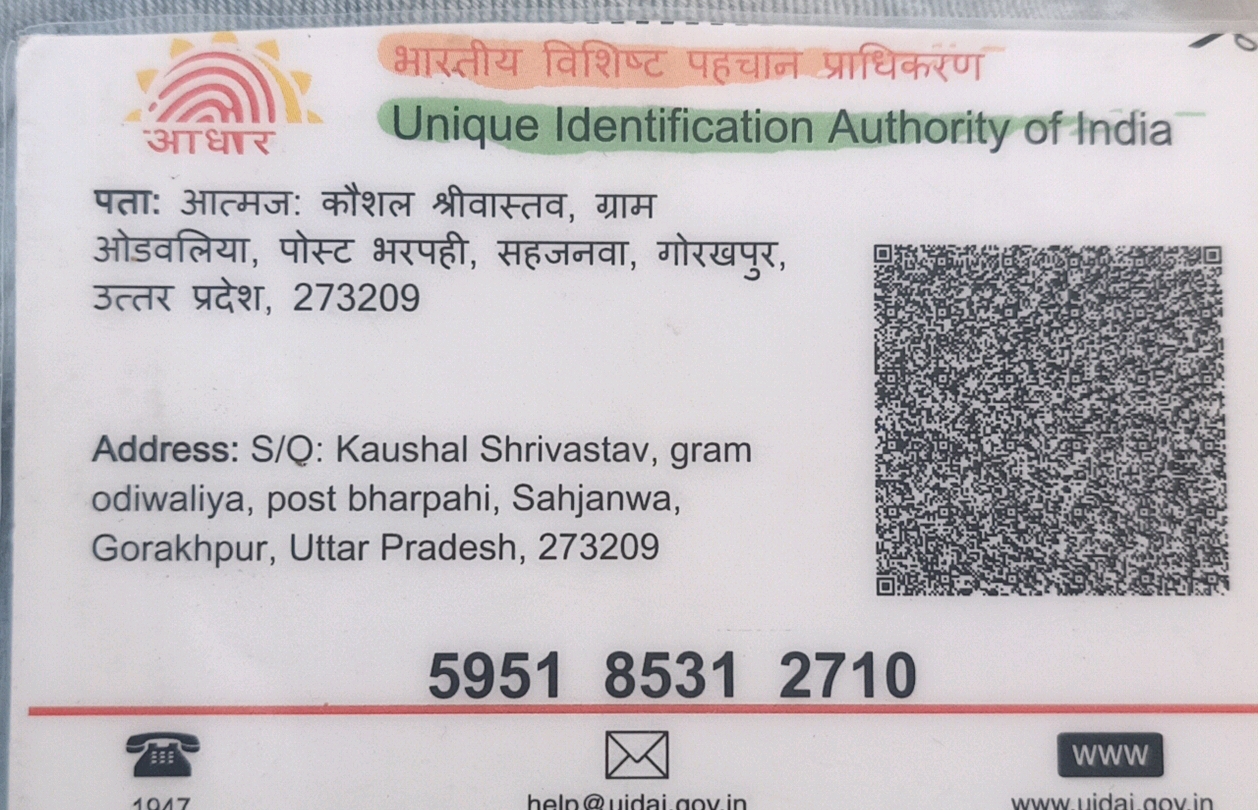 आधार
भारतीय विशिष्ट पहचान प्राधिकरण
Unique Identification Authority of India
पता: आत्मज: कौशल श्रीवास्तव, ग्राम
ओडवलिया, पोस्ट भरपही, सहजनवा, गोरखपुर,
उत्तर प्रदेश, 273209
Address: S/O: Kaushal Shrivastav, gram
odiwaliya, post bharpahi, Sahjanwa,
Gorakhpur, Uttar Pradesh, 273209
5951 8531 2710
WWW
1947
help@uidai.gov.in
www.uidai.gov.in